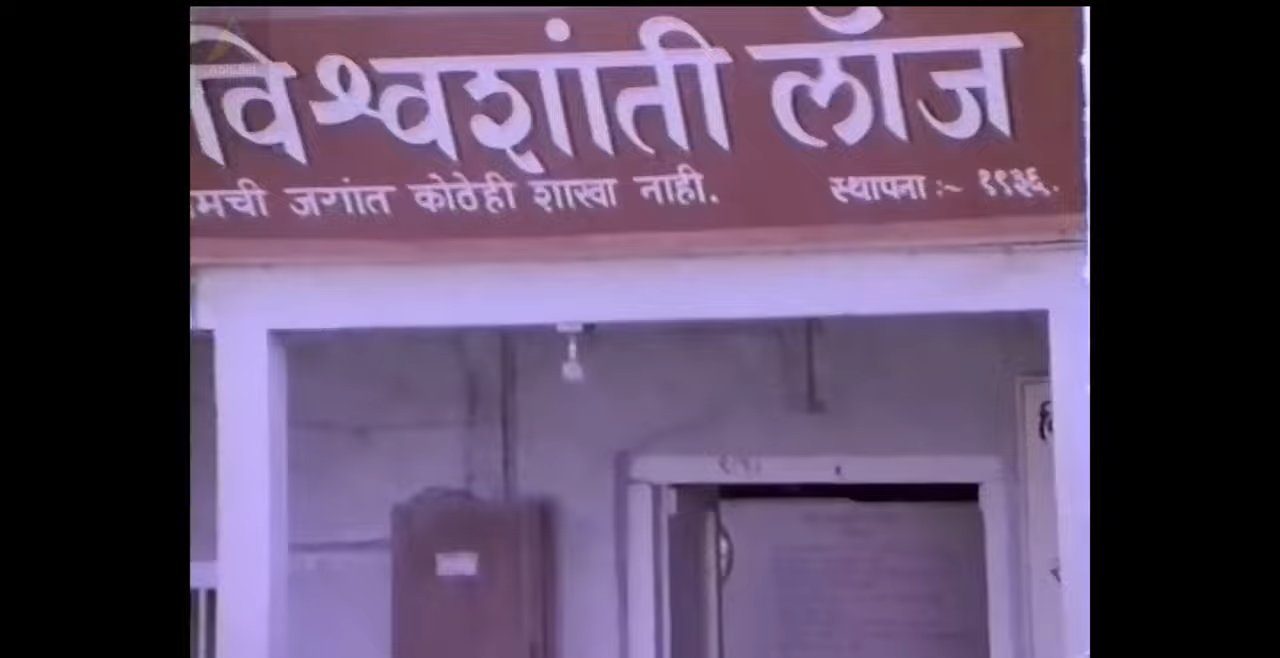 विश्वशांती लॉज
मची जगांत कोठेही शाखा नाही. स्थापना :- १९३६.